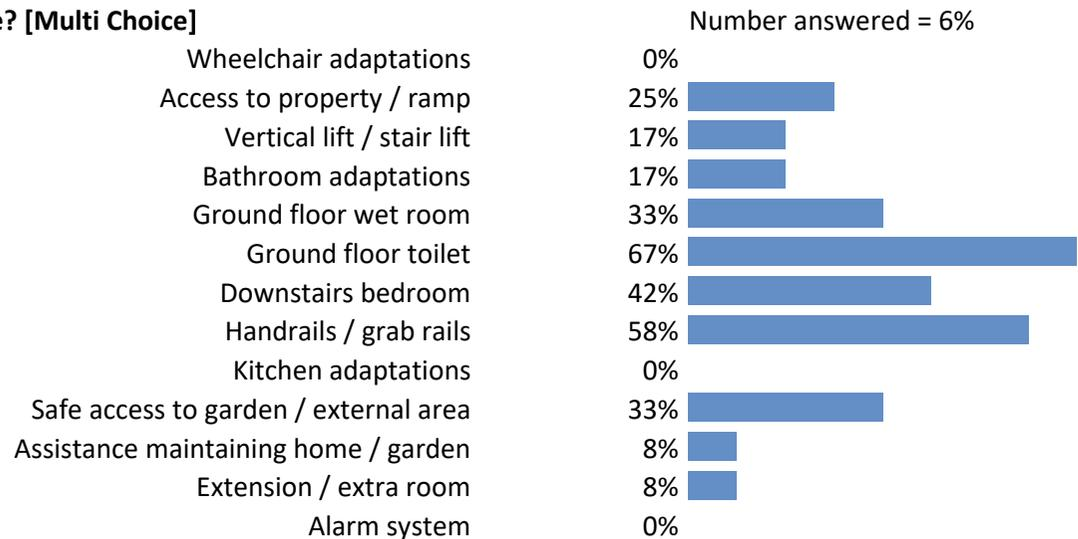 e? [Multi Choice] Number answered = 6%
Wheelchair adaptations 0%
Access to property / ramp 25%
Vertical lift / stair lift 17%
Bathroom adaptations 17%
Ground floor wet room 33%
Ground floor toilet 67%
Downstairs bedroom 42%
Handrails / grab rails 58%
Kitchen adaptations 0%
Safe access to garden / external area 33%
Assistance maintaining home / garden 8%
Extension / extra room 8%
Alarm system 0%